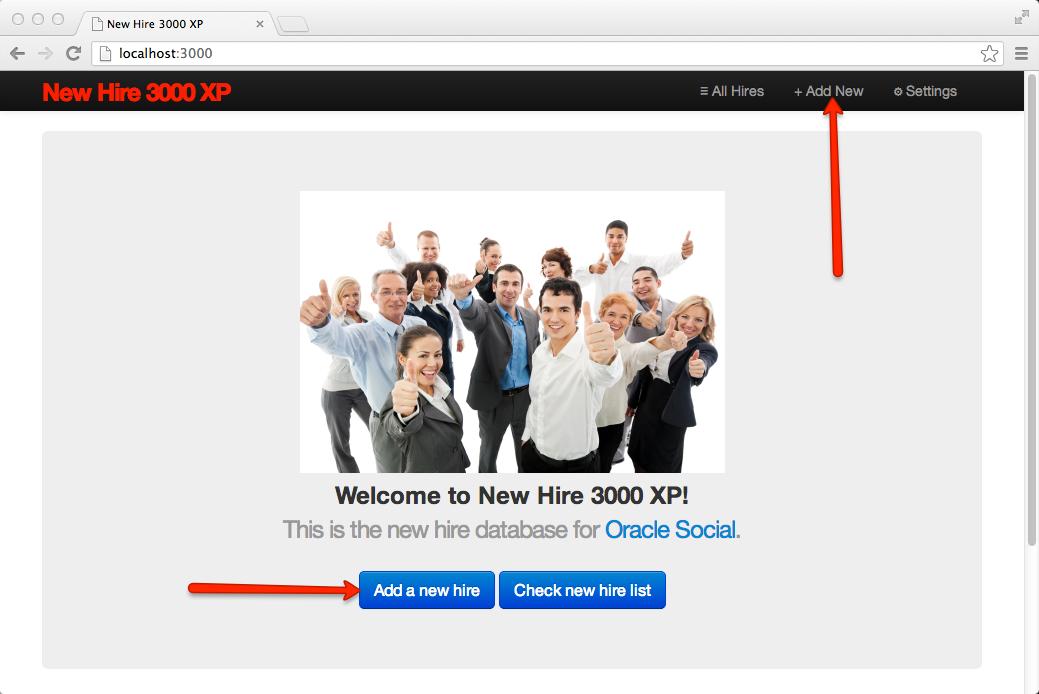 New Hire 3000 XP
localhost:3000
New Hire 3000 XP
≡ All Hires + Add New ⚙ Settings
Welcome to New Hire 3000 XP!
This is the new hire database for Oracle Social.
Add a new hire Check new hire list